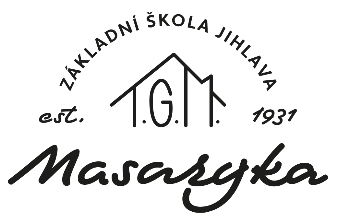 ZÁKLADNÍ ŠKOLA JIHLAVA
est. T.G.M. 1931
Masaryka